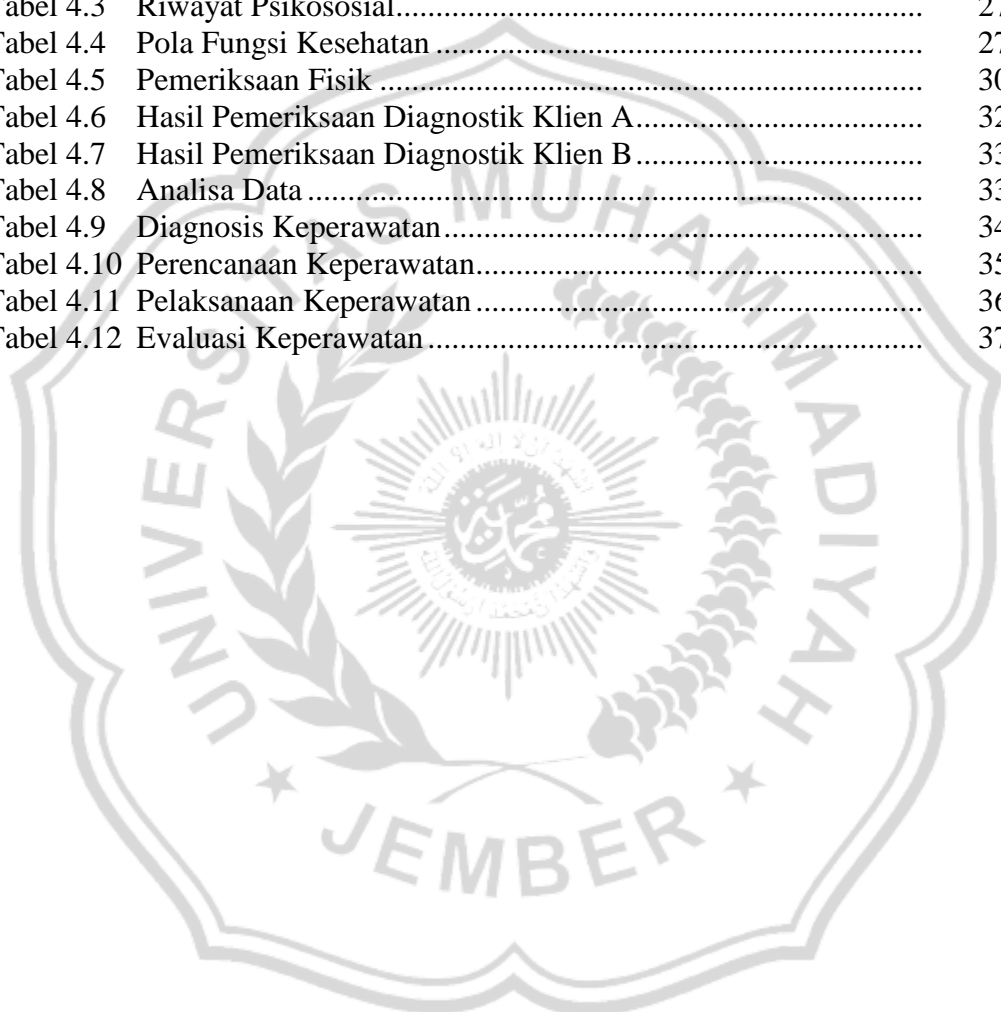 Tabel 4.3 Riwayat Psikososial........................................................................ 27
Tabel 4.4 Pola Fungsi Kesehatan .................................................................. 27
Tabel 4.5 Pemeriksaan Fisik .......................................................................... 30
Tabel 4.6 Hasil Pemeriksaan Diagnostik Klien A....................................... 32
Tabel 4.7 Hasil Pemeriksaan Diagnostik Klien B ....................................... 33
Tabel 4.8 Analisa Data .................................................................................... 33
Tabel 4.9 Diagnosis Keperawatan................................................................. 34
Tabel 4.10 Perencanaan Keperawatan............................................................ 35
Tabel 4.11 Pelaksanaan Keperawatan ............................................................ 36
Tabel 4.12 Evaluasi Keperawatan ................................................................... 37
UNIVERSITAS MUHAMMADIYAH
JEMBER